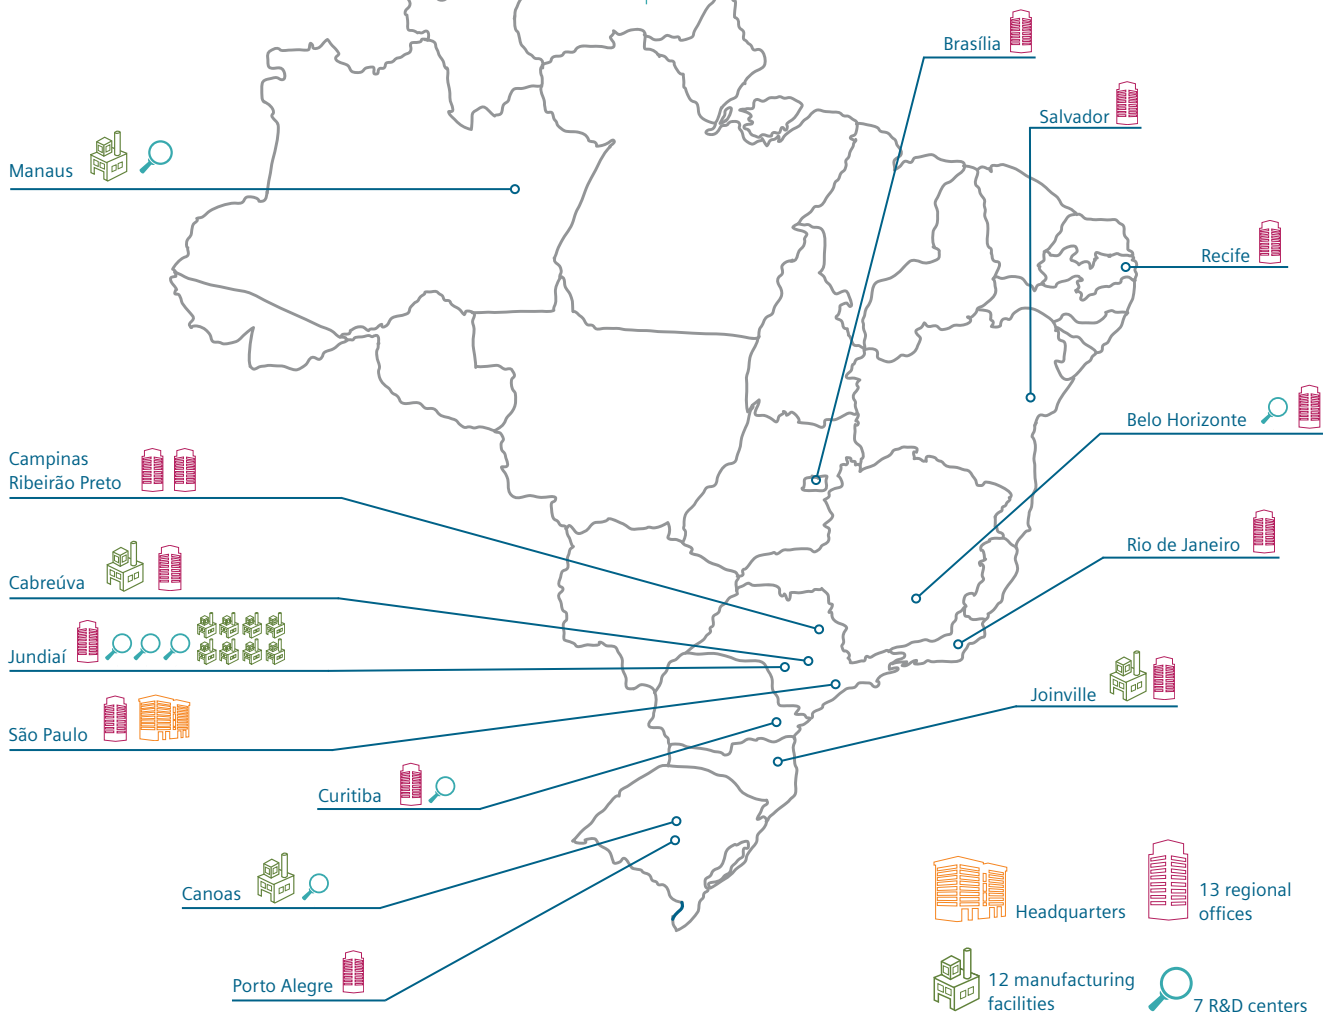 Brasília
Salvador
Manaus
Recife
Belo Horizonte
Campinas
Ribeirão Preto
Rio de Janeiro
Cabreúva
Jundiaí
Joinville
São Paulo
Curitiba
Canoas
Porto Alegre
Headquarters
13 regional
offices
12 manufacturing
facilities
7 R&D centers